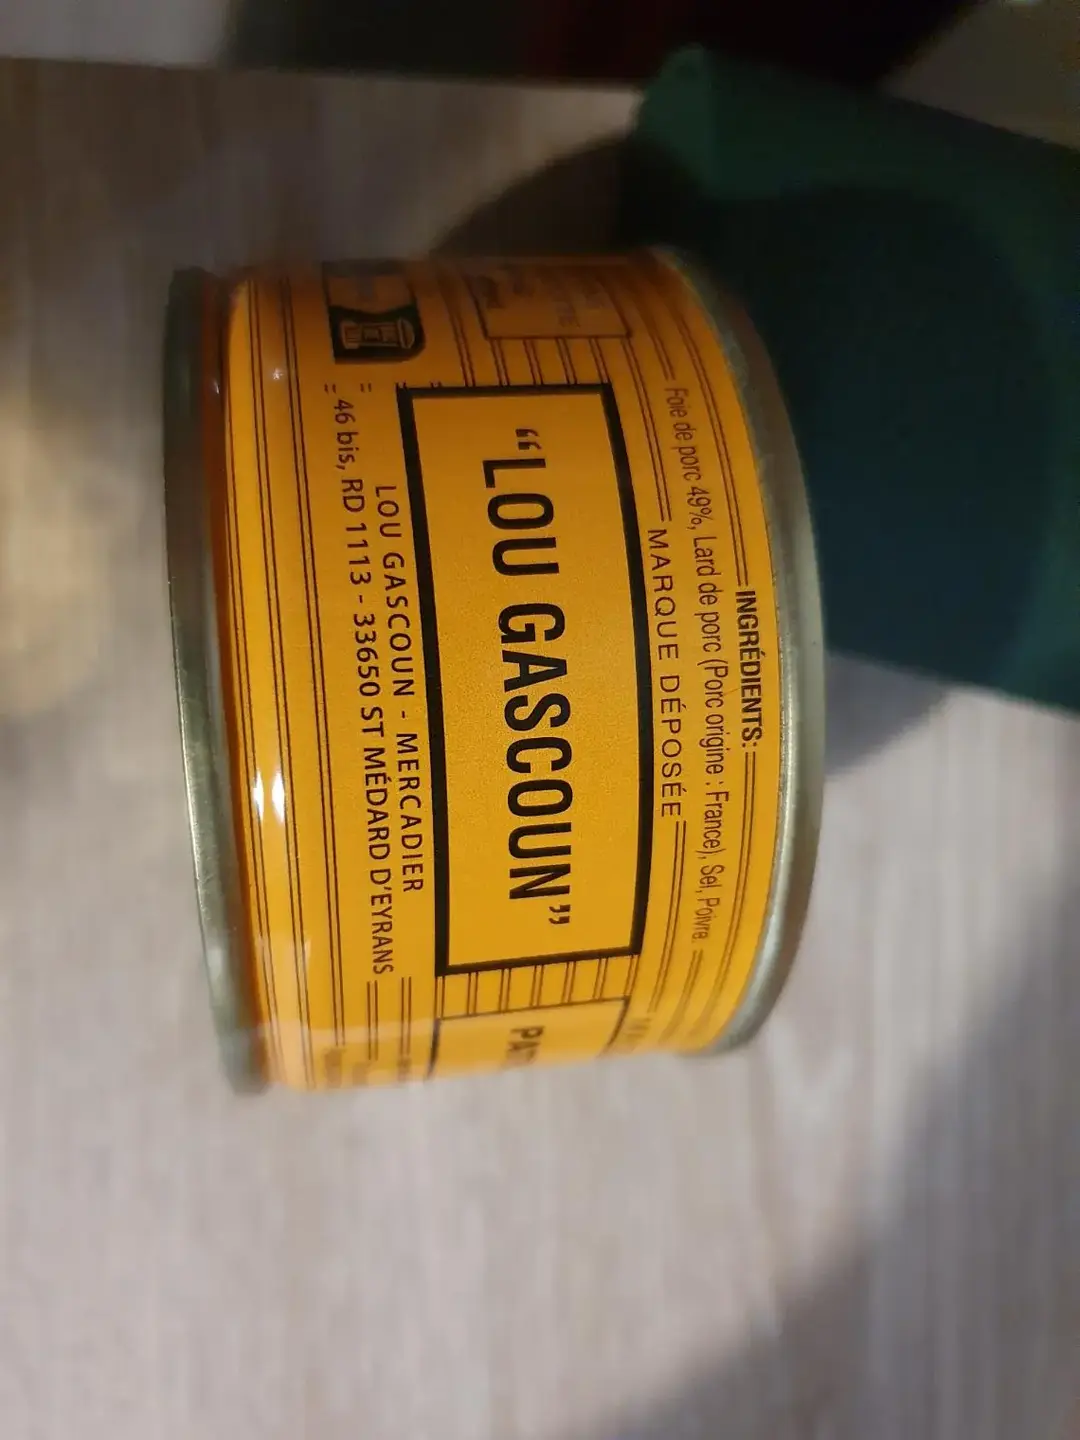 INGRÉDIENTS:
Foie de porc 49%, Lard de porc (Porc origine : France), Sel, Poivre.
MARQUE DÉPOSÉE
“LOU GASCOUN”
LOU GASCOUN - MERCADIER
46 bis, RD 1113 - 33650 ST MÉDARD D'EYRANS